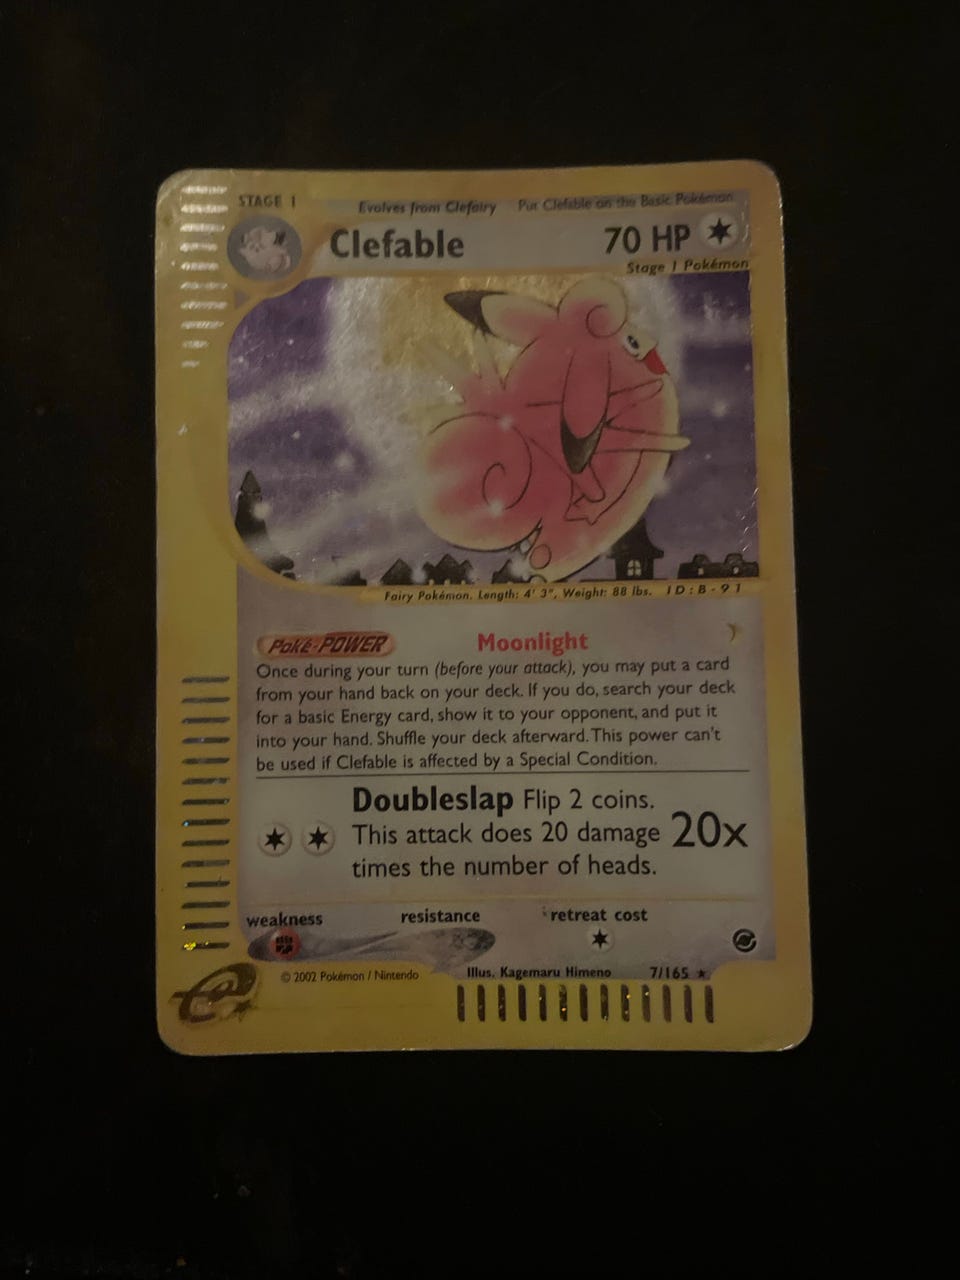 STAGE 1 Evolves from Clefairy Put Clefable on the Basic Pokémon
Clefable 70 HP
Stage 1 Pokémon
Fairy Pokémon. Length: 4' 3", Weight: 88 lbs. ID:B-91
Poké-POWER Moonlight
Once during your turn (before your attack), you may put a card
from your hand back on your deck. If you do, search your deck
for a basic Energy card, show it to your opponent, and put it
into your hand. Shuffle your deck afterward. This power can't
be used if Clefable is affected by a Special Condition.
Doubleslap Flip 2 coins.
This attack does 20 damage 20x
times the number of heads.
weakness resistance retreat cost
© 2002 Pokémon / Nintendo Illus. Kagemaru Himeno 7/165 ★
e